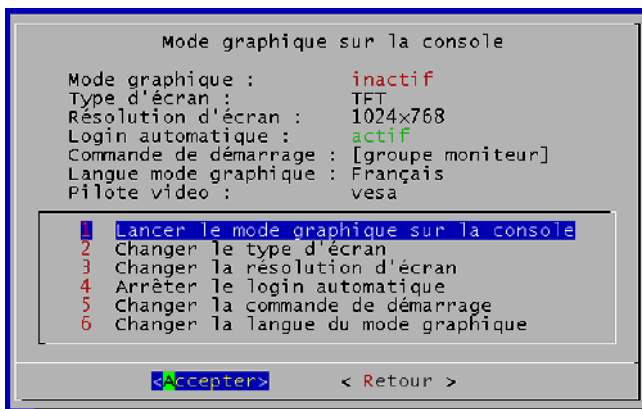 Mode graphique sur la console
Mode graphique : inactif
Type d'écran : TFT
Résolution d'écran : 1024x768
Login automatique : actif
Commande de démarrage : [groupe moniteur]
Langue mode graphique : Français
Pilote video : vesa
1 Lancer le mode graphique sur la console
2 Changer le type d'écran
3 Changer la résolution d'écran
4 Arrêter le login automatique
5 Changer la commande de démarrage
6 Changer la langue du mode graphique
<Accepter> < Retour >